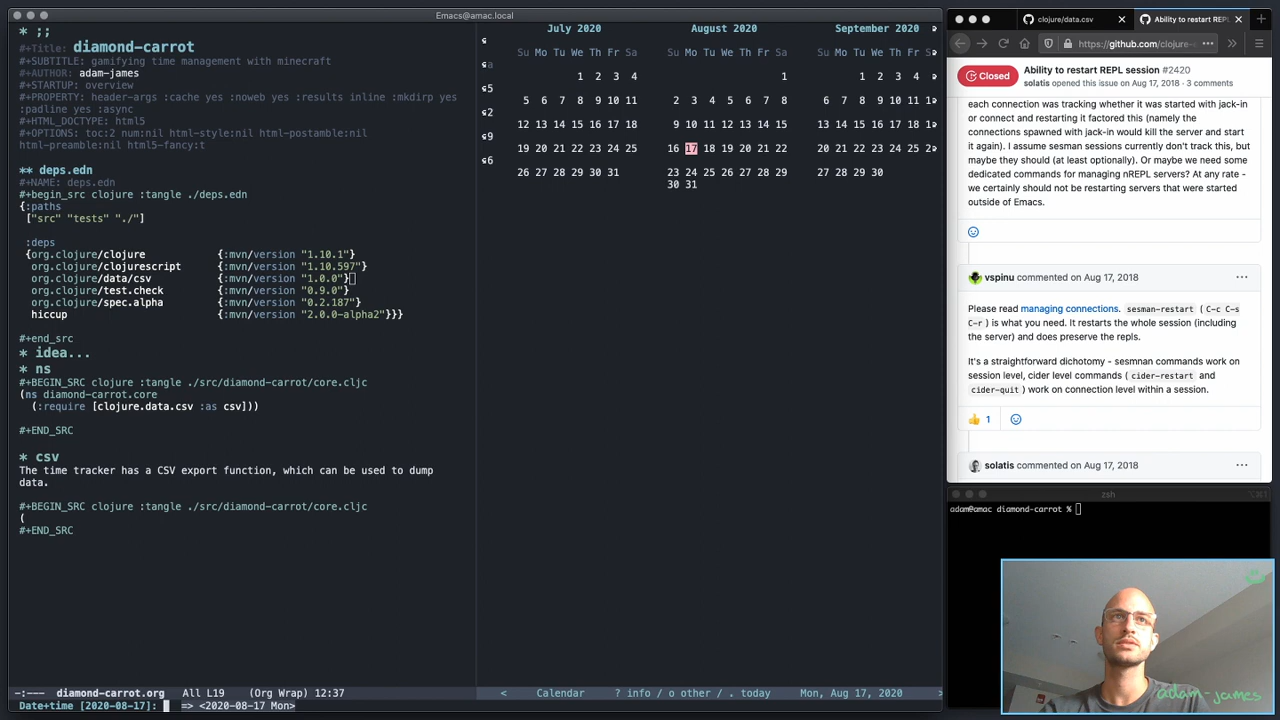 Emacs@amac.local
* ;;
#+Title: diamond-carrot
#+SUBTITLE: gamifying time management with minecraft
#+AUTHOR: adam-james
#+STARTUP: overview
#+PROPERTY: header-args :cache yes :noweb yes :results inline :mkdirp yes
:padline yes :async
#+HTML_DOCTYPE: html5
#+OPTIONS: toc:2 num:nil html-style:nil html-postamble:nil
html-preamble:nil html5-fancy:t
** deps.edn
#+NAME: deps.edn
#+begin_src clojure :tangle ./deps.edn
{:paths
["src" "tests" "./"]
:deps
{org.clojure/clojure {:mvn/version "1.10.1"}
org.clojure/clojurescript {:mvn/version "1.10.597"}
org.clojure/data/csv {:mvn/version "1.0.0"}
org.clojure/test.check {:mvn/version "0.9.0"}
org.clojure/spec.alpha {:mvn/version "0.2.187"}
hiccup {:mvn/version "2.0.0-alpha2"}}}
#+end_src
* idea...
* ns
#+BEGIN_SRC clojure :tangle ./src/diamond-carrot/core.cljc
(ns diamond-carrot.core
(:require [clojure.data.csv :as csv]))
#+END_SRC
* csv
The time tracker has a CSV export function, which can be used to dump
data.
#+BEGIN_SRC clojure :tangle ./src/diamond-carrot/core.cljc
(
#+END_SRC
-:--- diamond-carrot.org All L19 (Org Wrap) 12:37
Date+time [2020-08-17]: => <2020-08-17 Mon>
July 2020 August 2020 September 2020
Su Mo Tu We Th Fr Sa Su Mo Tu We Th Fr Sa Su Mo Tu We Th Fr S
1 2 3 4 1 1 2 3 4
5 6 7 8 9 10 11 2 3 4 5 6 7 8 6 7 8 9 10 11 1
12 13 14 15 16 17 18 9 10 11 12 13 14 15 13 14 15 16 17 18 1
19 20 21 22 23 24 25 16 17 18 19 20 21 22 20 21 22 23 24 25 2
26 27 28 29 30 31 23 24 25 26 27 28 29 27 28 29 30
30 31
< Calendar ? info / o other / . today Mon, Aug 17, 2020 >
clojure/data.csv
Ability to restart REPL
https://github.com/clojure-
Closed
Ability to restart REPL session #2420
solatis opened this issue on Aug 17, 2018 · 3 comments
each connection was tracking whether it was started with jack-in
or connect and restarting it factored this (namely the
connections spawned with jack-in would kill the server and start
it again). I assume sesman sessions currently don't track this, but
maybe they should (at least optionally). Or maybe we need some
dedicated commands for managing nREPL servers? At any rate -
we certainly should not be restarting servers that were started
outside of Emacs.
vspinu commented on Aug 17, 2018
Please read managing connections. sesman-restart ( C-c C-s
C-r ) is what you need. It restarts the whole session (including
the server) and does preserve the repls.
It's a straightforward dichotomy - sesmnan commands work on
session level, cider level commands ( cider-restart and
cider-quit ) work on connection level within a session.
1
solatis commented on Aug 17, 2018
zsh
adam@amac diamond-carrot %
adam-james